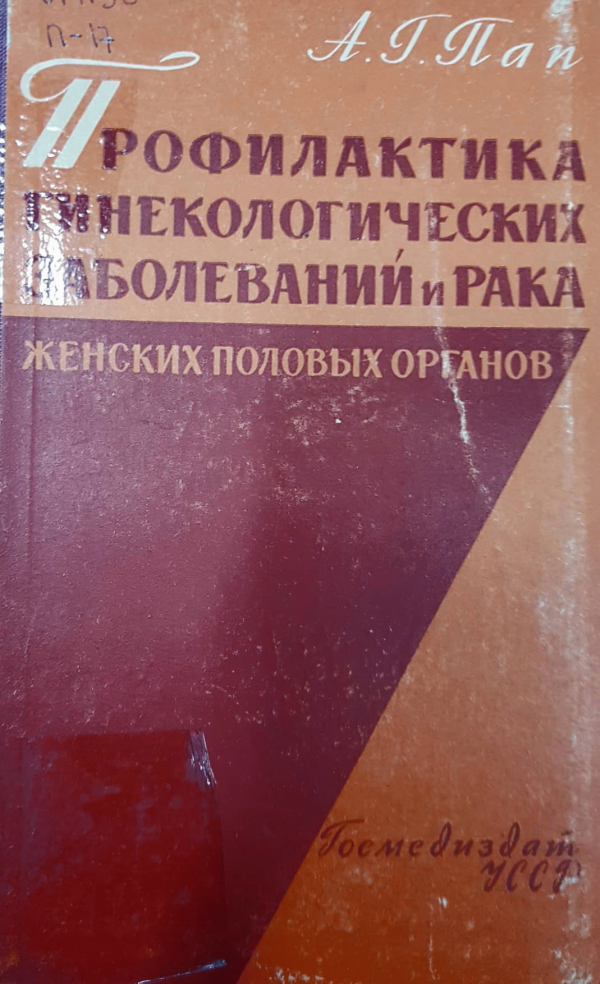 П-17
А.Г.Пап
ПРОФИЛАКТИКА
ГИНЕКОЛОГИЧЕСКИХ
ЗАБОЛЕВАНИЙ и РАКА
ЖЕНСКИХ ПОЛОВЫХ ОРГАНОВ
Госмедиздат
УССР